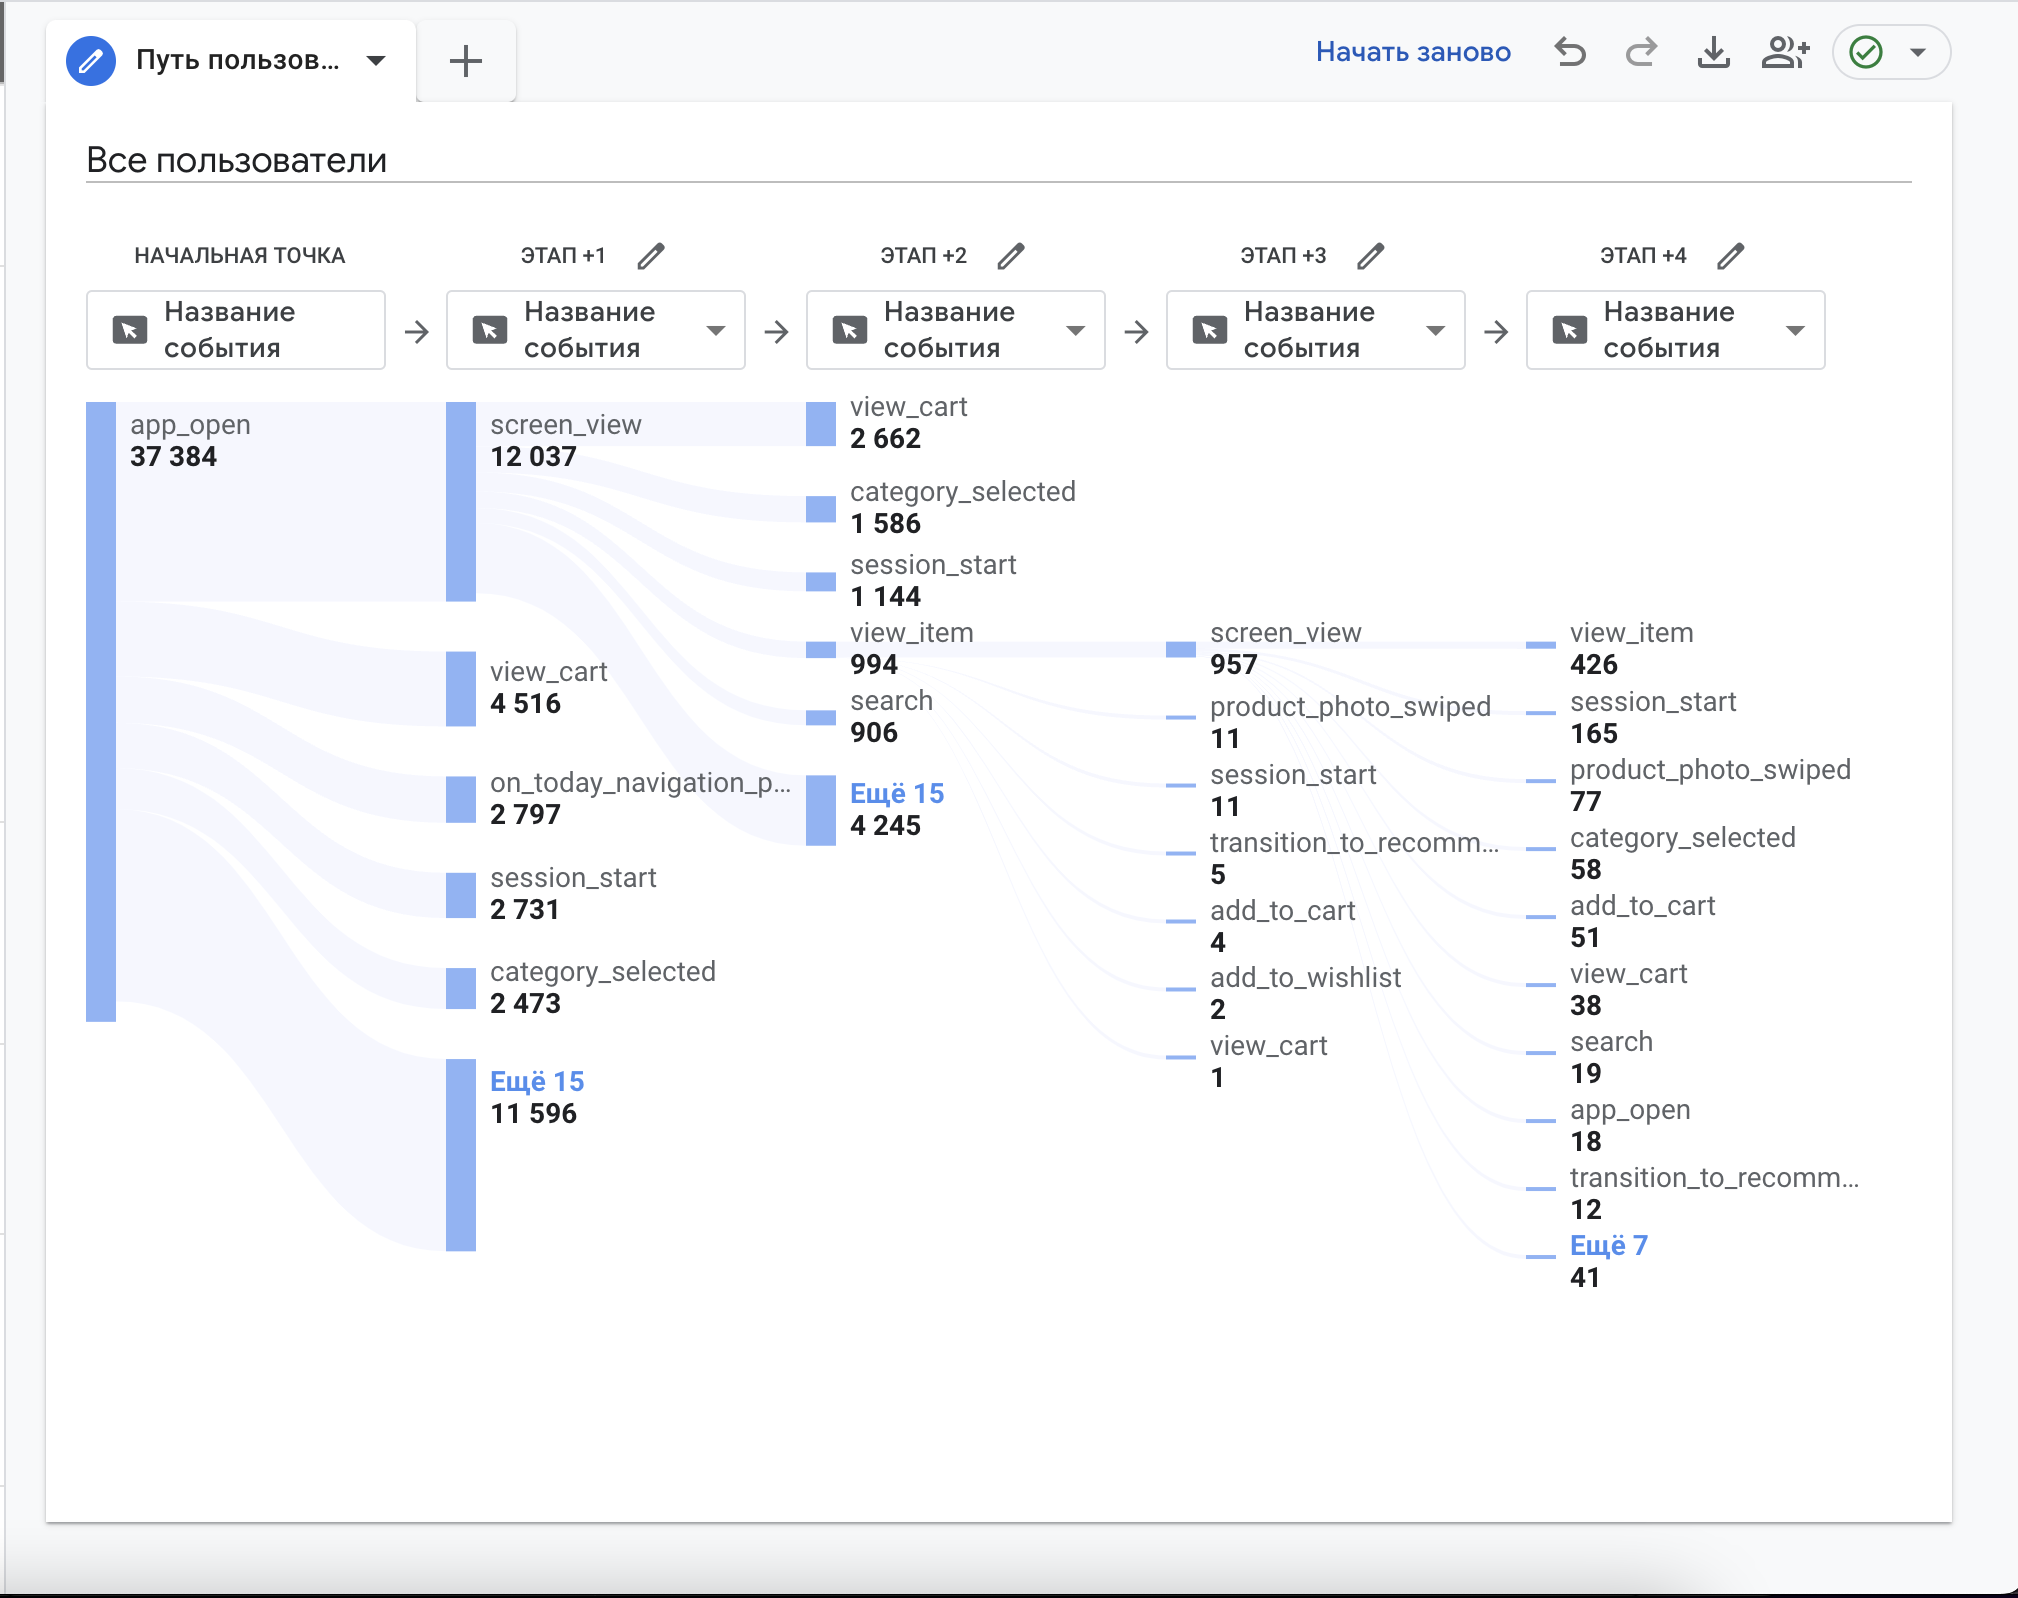 Путь пользов...
Начать заново
Все пользователи
НАЧАЛЬНАЯ ТОЧКА
ЭТАП +1
ЭТАП +2
ЭТАП +3
ЭТАП +4
Название
события
Название
события
Название
события
Название
события
Название
события
app_open
37 384
screen_view
12 037
view_cart
4 516
on_today_navigation_p...
2 797
session_start
2 731
category_selected
2 473
Ещё 15
11 596
view_cart
2 662
category_selected
1 586
session_start
1 144
view_item
994
search
906
Ещё 15
4 245
screen_view
957
product_photo_swiped
11
session_start
11
transition_to_recomm...
5
add_to_cart
4
add_to_wishlist
2
view_cart
1
view_item
426
session_start
165
product_photo_swiped
77
category_selected
58
add_to_cart
51
view_cart
38
search
19
app_open
18
transition_to_recomm...
12
Ещё 7
41